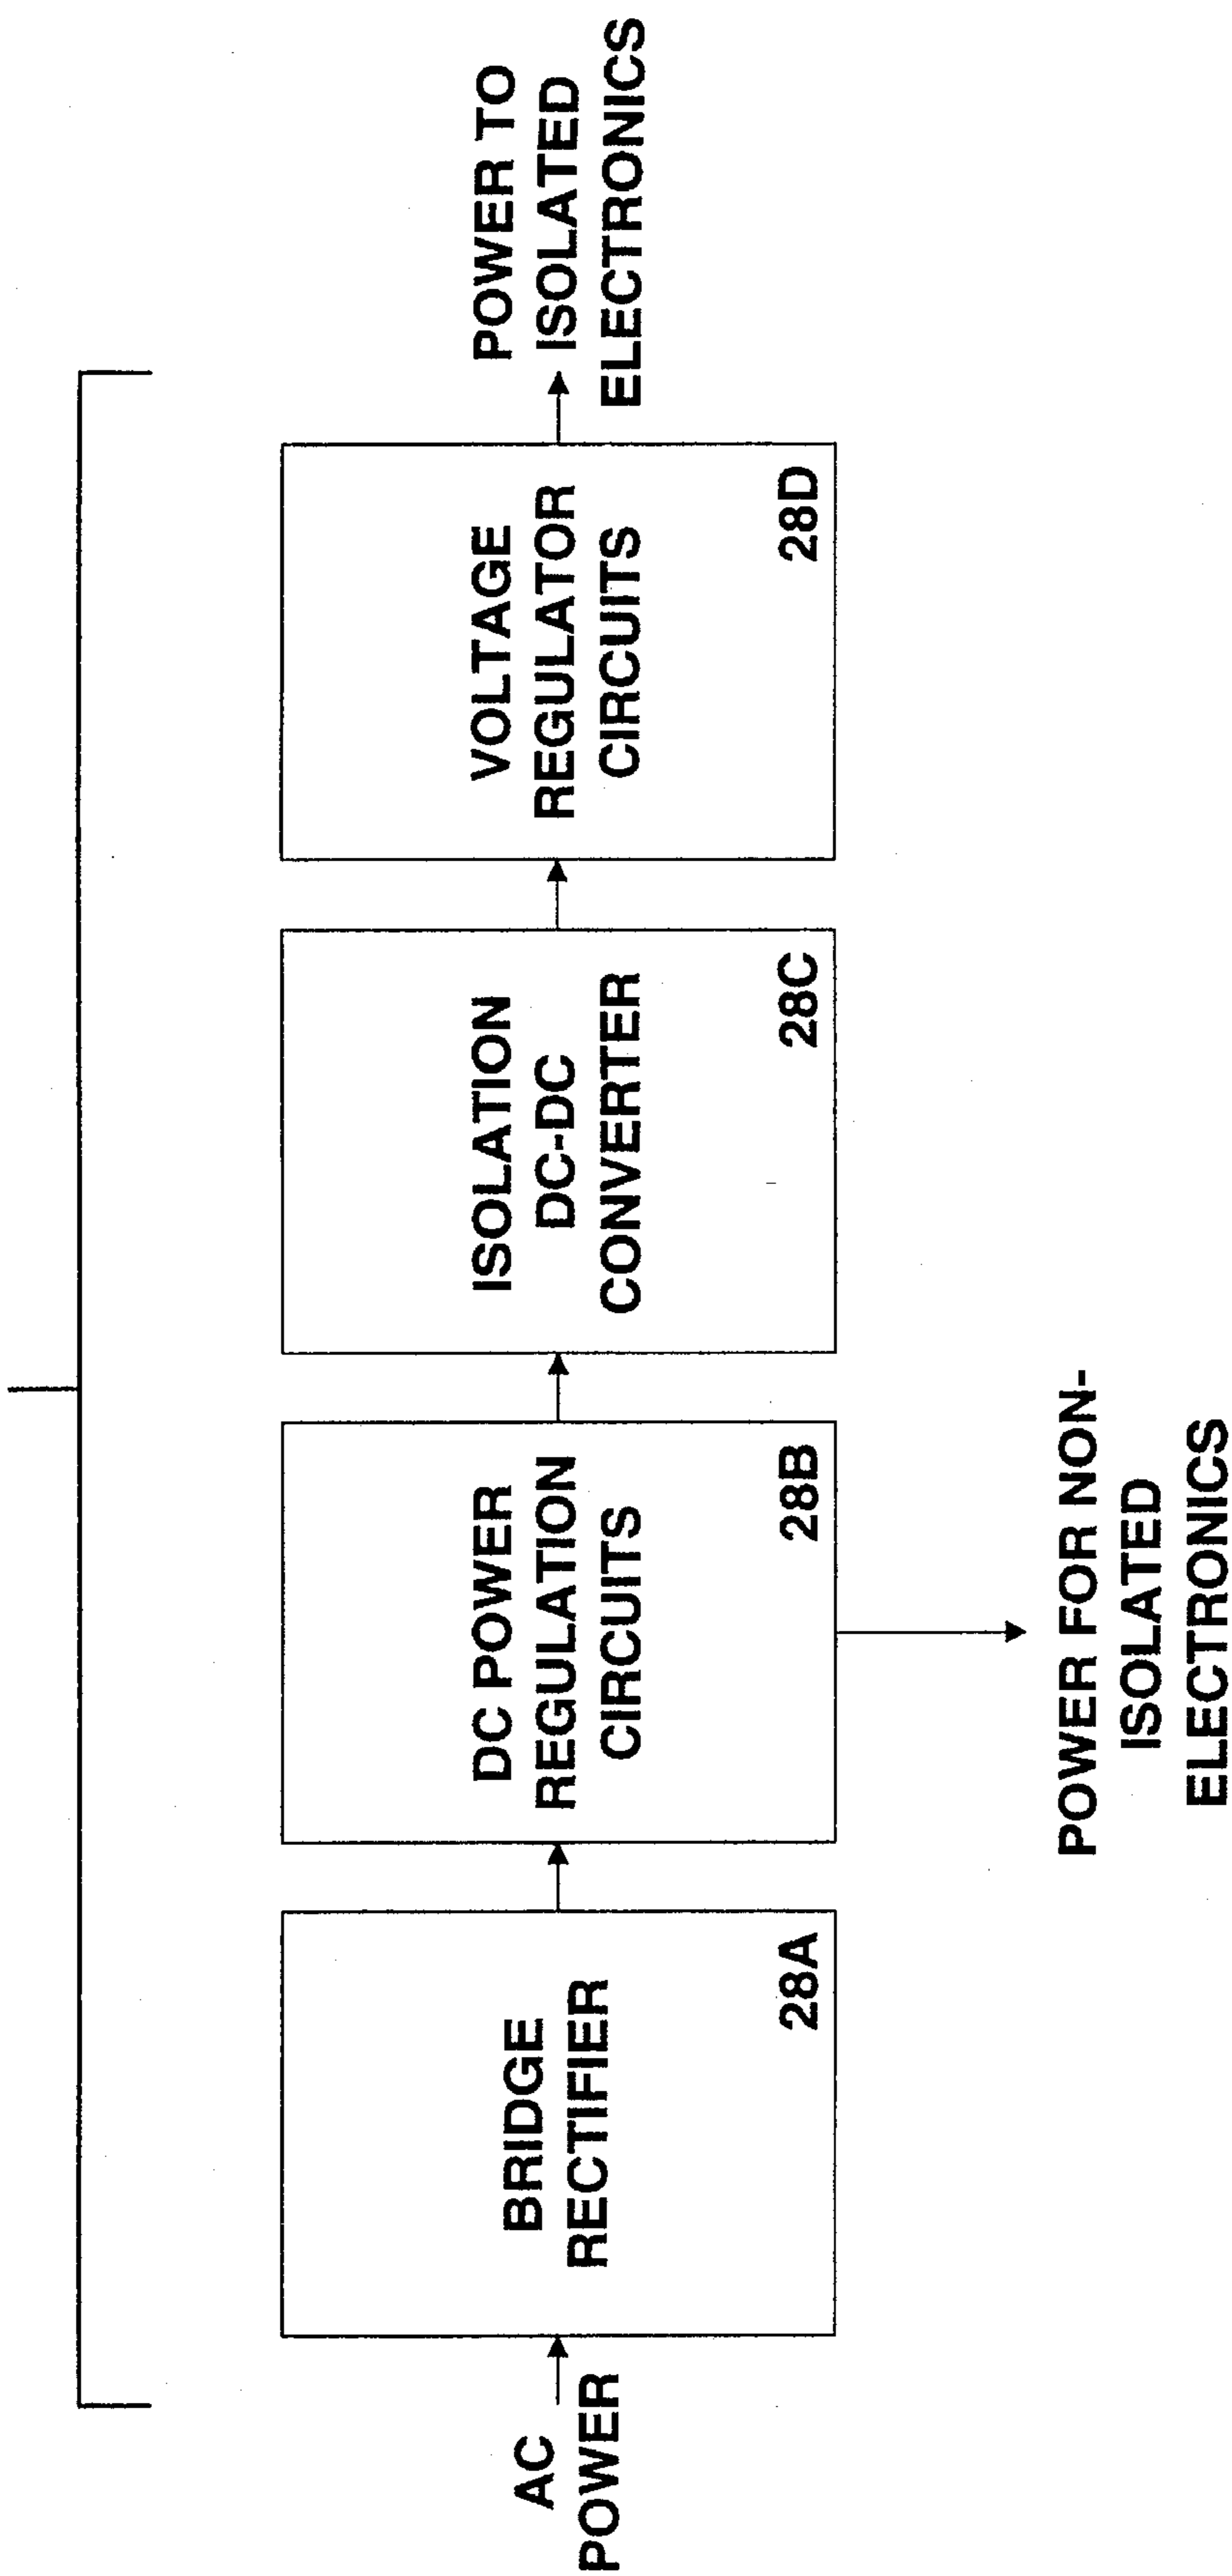 AC
POWER
BRIDGE
RECTIFIER
28A
DC POWER
REGULATION
CIRCUITS
28B
POWER FOR NON-
ISOLATED
ELECTRONICS
ISOLATION
DC-DC
CONVERTER
28C
VOLTAGE
REGULATOR
CIRCUITS
28D
POWER TO
ISOLATED
ELECTRONICS